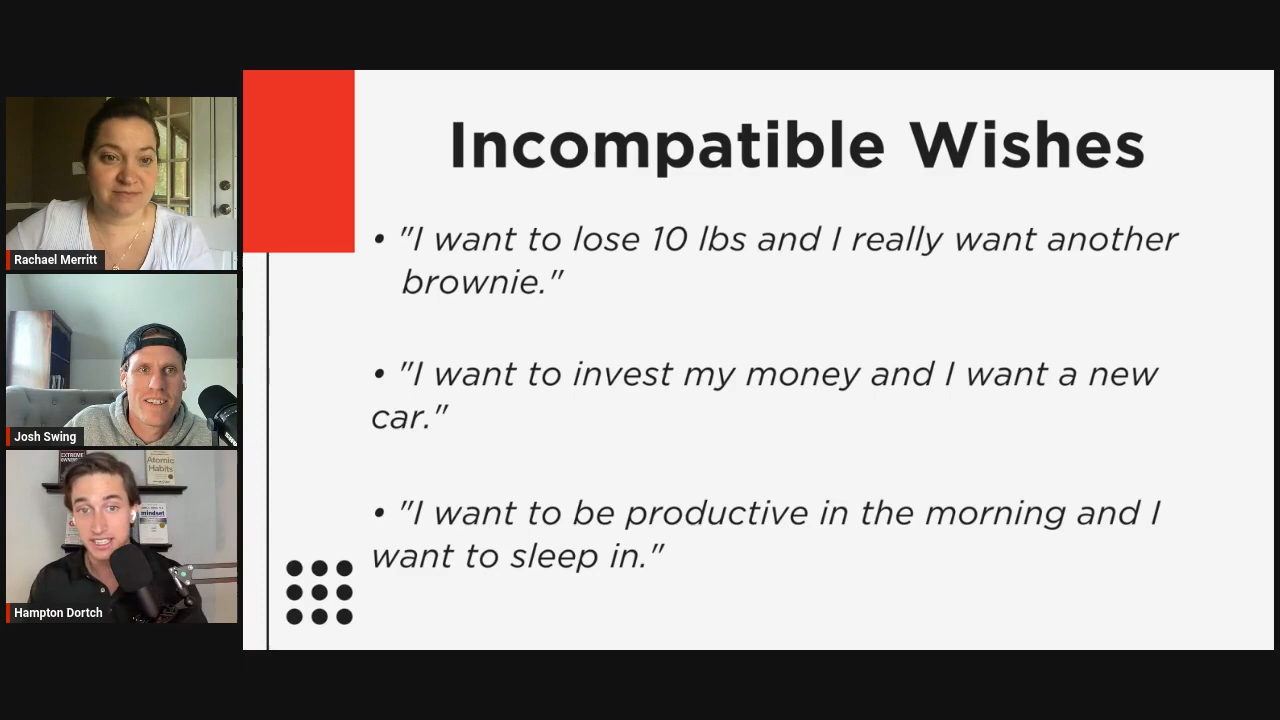 Incompatible Wishes
• "I want to lose 10 lbs and I really want another
brownie."
• "I want to invest my money and I want a new
car."
• "I want to be productive in the morning and I
want to sleep in."
Rachael Merritt
Josh Swing
EXTREME
Atomic
Habits
mindset
Hampton Dortch